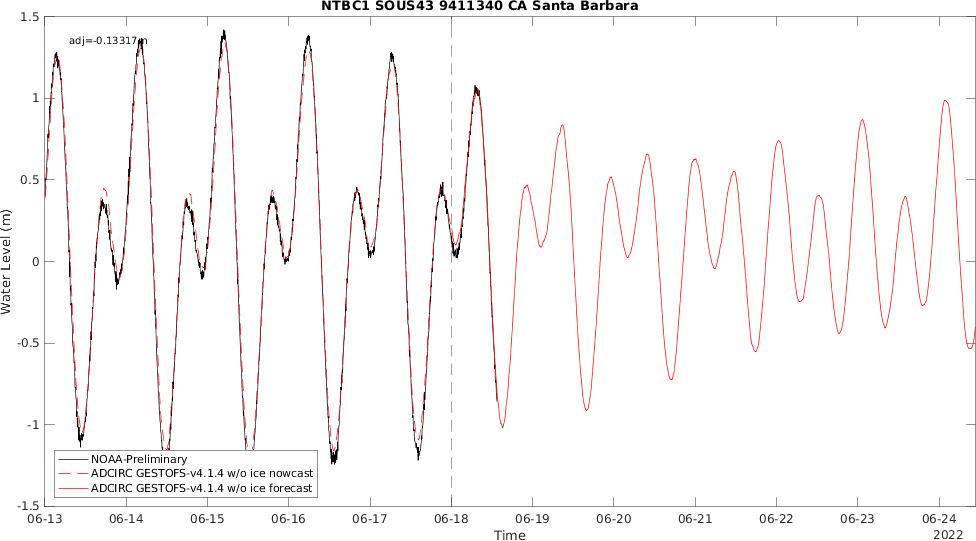 NTBC1 SOUS43 9411340 CA Santa Barbara
adj=-0.13317m
Water Level (m)
1.5
1
0.5
0
-0.5
-1
-1.5
NOAA-Preliminary
ADCIRC GESTOFS-v4.1.4 w/o ice nowcast
ADCIRC GESTOFS-v4.1.4 w/o ice forecast
06-13 06-14 06-15 06-16 06-17 06-18 06-19 06-20 06-21 06-22 06-23 06-24
Time
2022